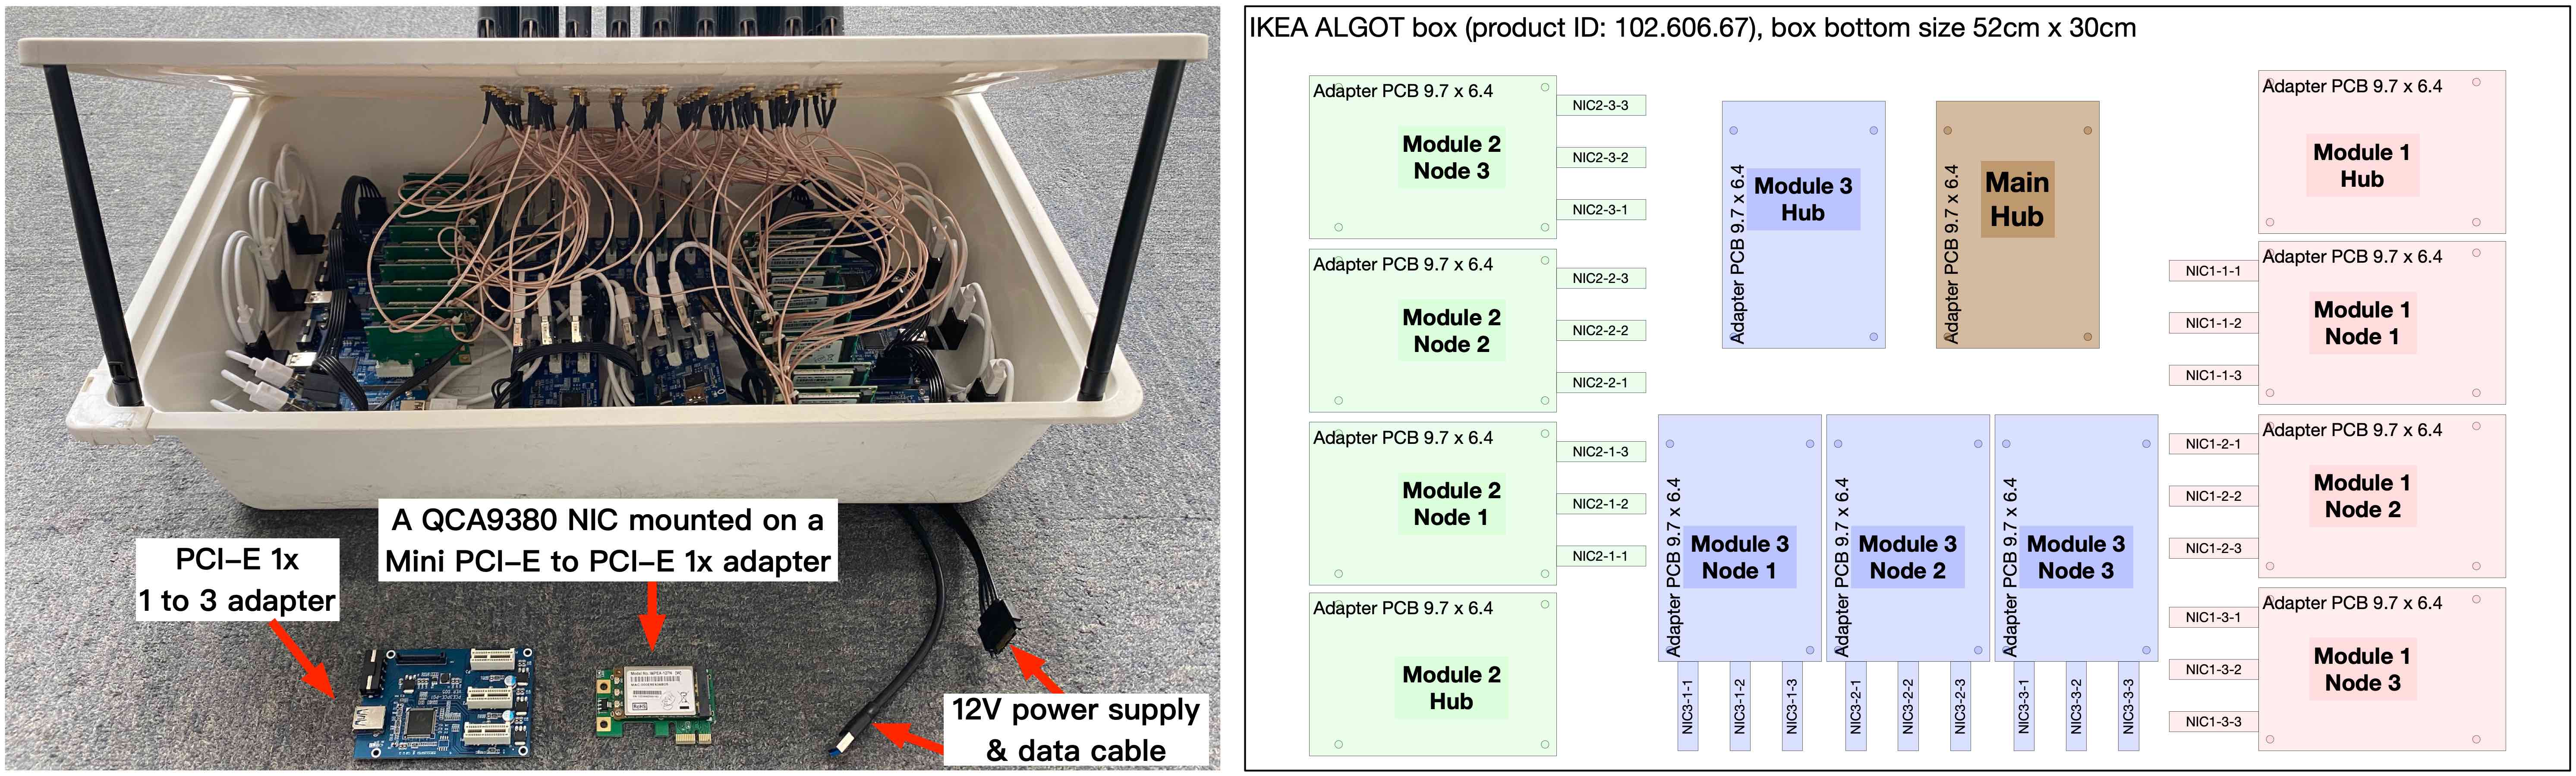 PCI-E 1x
1 to 3 adapter
A QCA9380 NIC mounted on a
Mini PCI-E to PCI-E 1x adapter
12V power supply
& data cable
IKEA ALGOT box (product ID: 102.606.67), box bottom size 52cm x 30cm
Adapter PCB 9.7 x 6.4
Module 2
Node 3
NIC2-3-3
NIC2-3-2
NIC2-3-1
Adapter PCB 9.7 x 6.4
Module 2
Node 2
NIC2-2-3
NIC2-2-2
NIC2-2-1
Adapter PCB 9.7 x 6.4
Module 2
Node 1
NIC2-1-3
NIC2-1-2
NIC2-1-1
Adapter PCB 9.7 x 6.4
Module 2
Hub
Adapter PCB 9.7 x 6.4
Module 3
Hub
Adapter PCB 9.7 x 6.4
Main
Hub
Adapter PCB 9.7 x 6.4
Module 3
Node 1
NIC3-1-1
NIC3-1-2
NIC3-1-3
Adapter PCB 9.7 x 6.4
Module 3
Node 2
NIC3-2-1
NIC3-2-2
NIC3-2-3
Adapter PCB 9.7 x 6.4
Module 3
Node 3
NIC3-3-1
NIC3-3-2
NIC3-3-3
Adapter PCB 9.7 x 6.4
Module 1
Hub
Adapter PCB 9.7 x 6.4
Module 1
Node 1
NIC1-1-1
NIC1-1-2
NIC1-1-3
Adapter PCB 9.7 x 6.4
Module 1
Node 2
NIC1-2-1
NIC1-2-2
NIC1-2-3
Adapter PCB 9.7 x 6.4
Module 1
Node 3
NIC1-3-1
NIC1-3-2
NIC1-3-3